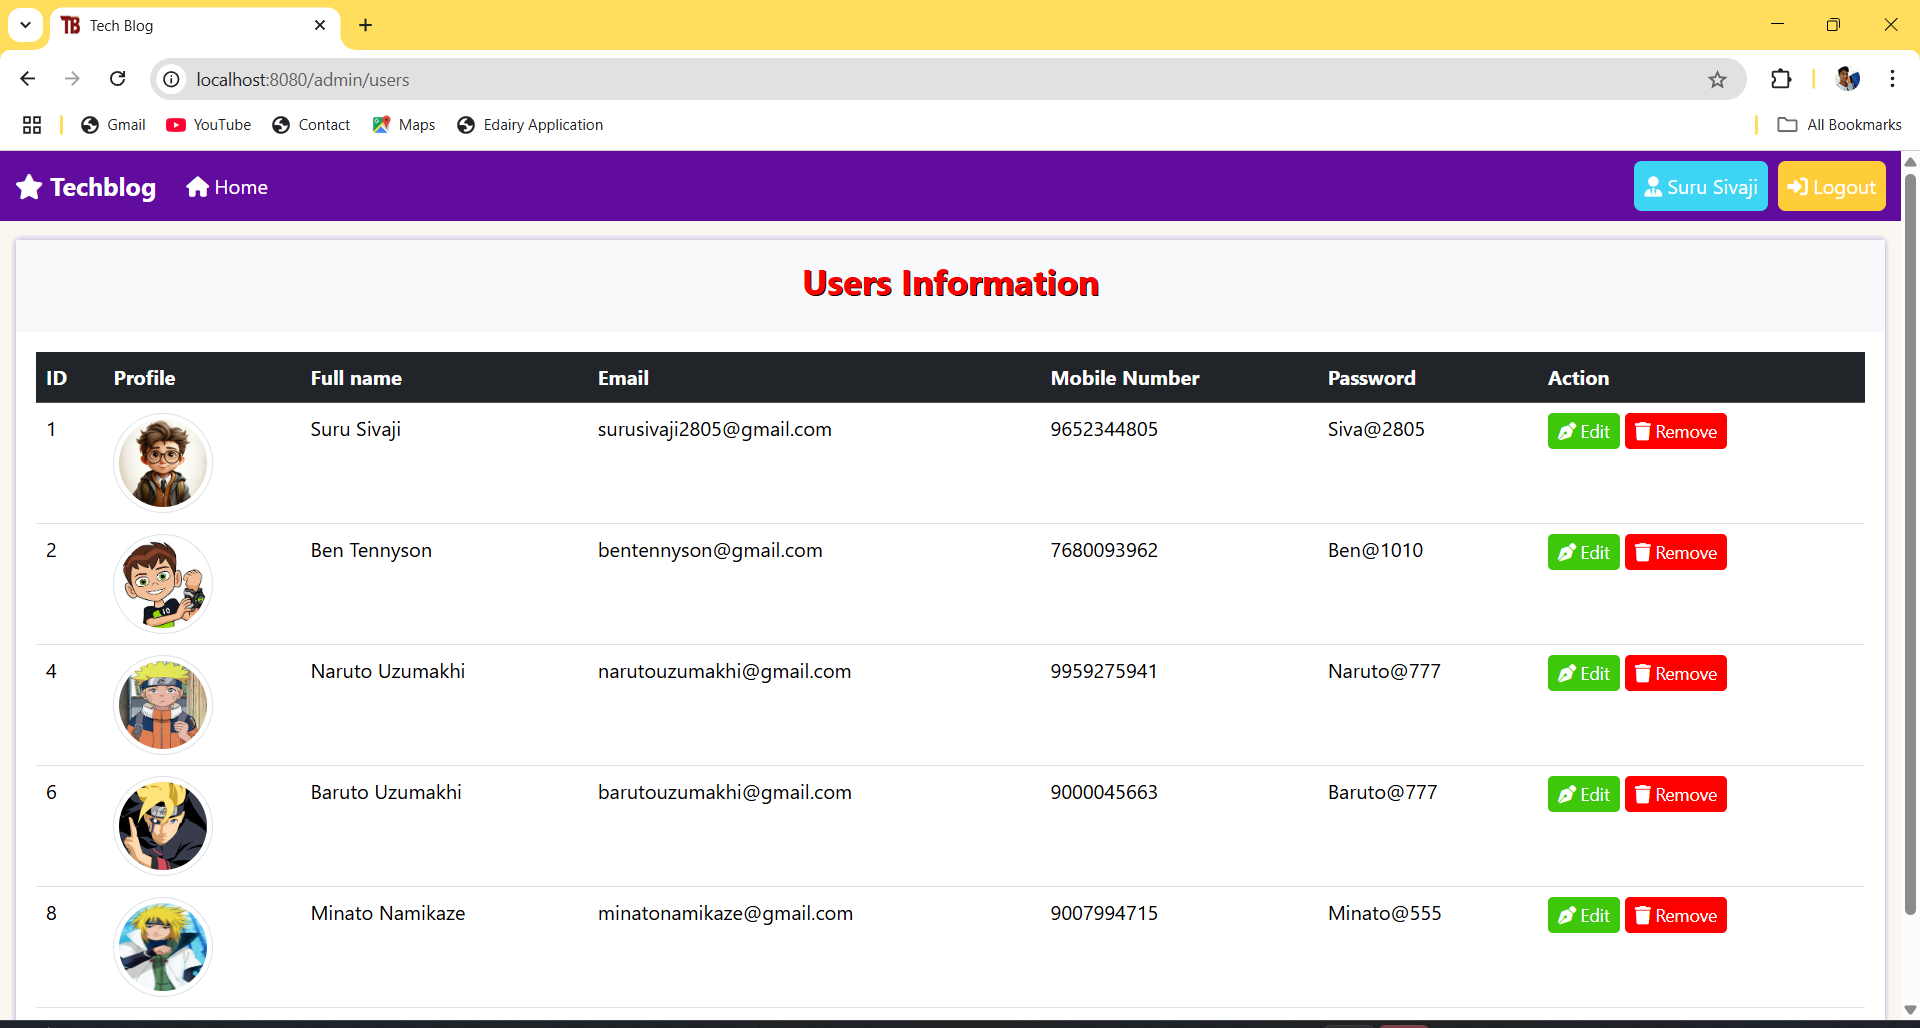 TB Tech Blog
localhost:8080/admin/users
Gmail YouTube Contact Maps Edairy Application All Bookmarks
Techblog Home Suru Sivaji Logout
Users Information
ID Profile Full name Email Mobile Number Password Action
1 Suru Sivaji surusivaji2805@gmail.com 9652344805 Siva@2805 Edit Remove
2 Ben Tennyson bentennyson@gmail.com 7680093962 Ben@1010 Edit Remove
4 Naruto Uzumakhi narutouzumakhi@gmail.com 9959275941 Naruto@777 Edit Remove
6 Baruto Uzumakhi barutouzumakhi@gmail.com 9000045663 Baruto@777 Edit Remove
8 Minato Namikaze minatonamikaze@gmail.com 9007994715 Minato@555 Edit Remove